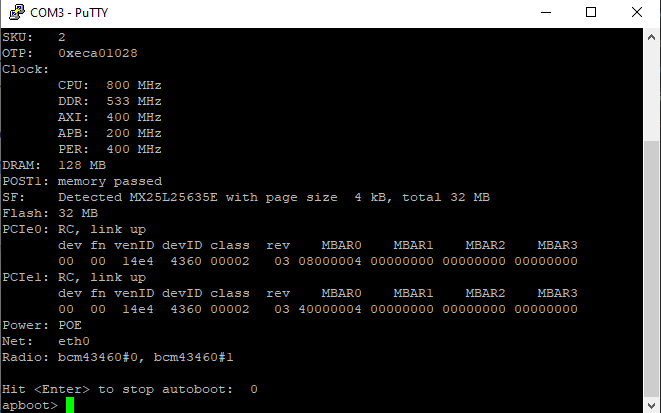 COM3 - PuTTY
SKU:   2
OTP:   0xeca01028
Clock:
       CPU:  800 MHz
       DDR:  533 MHz
       AXI:  400 MHz
       APB:  200 MHz
       PER:  400 MHz
DRAM:  128 MB
POST1: memory passed
SF:    Detected MX25L25635E with page size  4 kB, total 32 MB
Flash: 32 MB
PCIe0: RC, link up
       dev fn venID devID class  rev    MBAR0    MBAR1    MBAR2    MBAR3
       00  00  14e4  4360 00002   03 08000004 00000000 00000000 00000000
PCIe1: RC, link up
       dev fn venID devID class  rev    MBAR0    MBAR1    MBAR2    MBAR3
       00  00  14e4  4360 00002   03 40000004 00000000 00000000 00000000
Power: POE
Net:   eth0
Radio: bcm43460#0, bcm43460#1
Hit <Enter> to stop autoboot:  0
apboot>